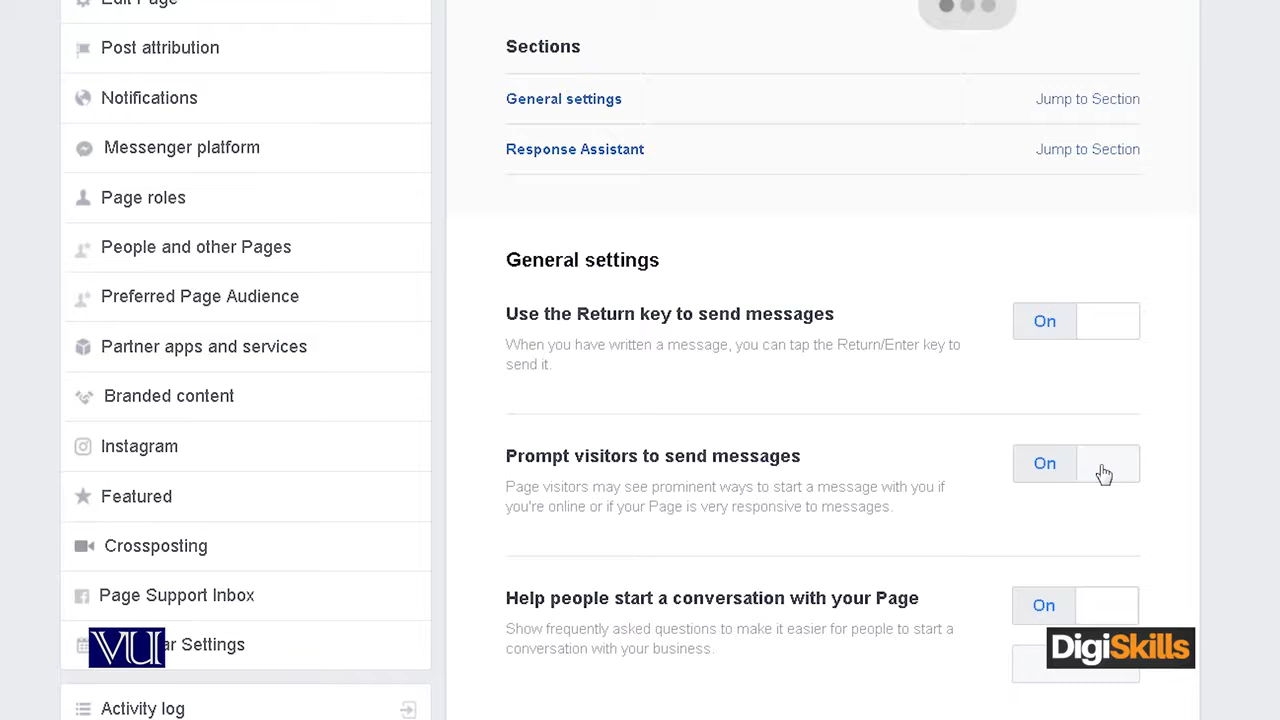 Edit Page
Post attribution
Notifications
Messenger platform
Page roles
People and other Pages
Preferred Page Audience
Partner apps and services
Branded content
Instagram
Featured
Crossposting
Page Support Inbox
ar Settings
Activity log
Sections
General settings Jump to Section
Response Assistant Jump to Section
General settings
Use the Return key to send messages On
When you have written a message, you can tap the Return/Enter key to
send it.
Prompt visitors to send messages On
Page visitors may see prominent ways to start a message with you if
you're online or if your Page is very responsive to messages.
Help people start a conversation with your Page On
Show frequently asked questions to make it easier for people to start a
conversation with your business.
VU
DigiSkills